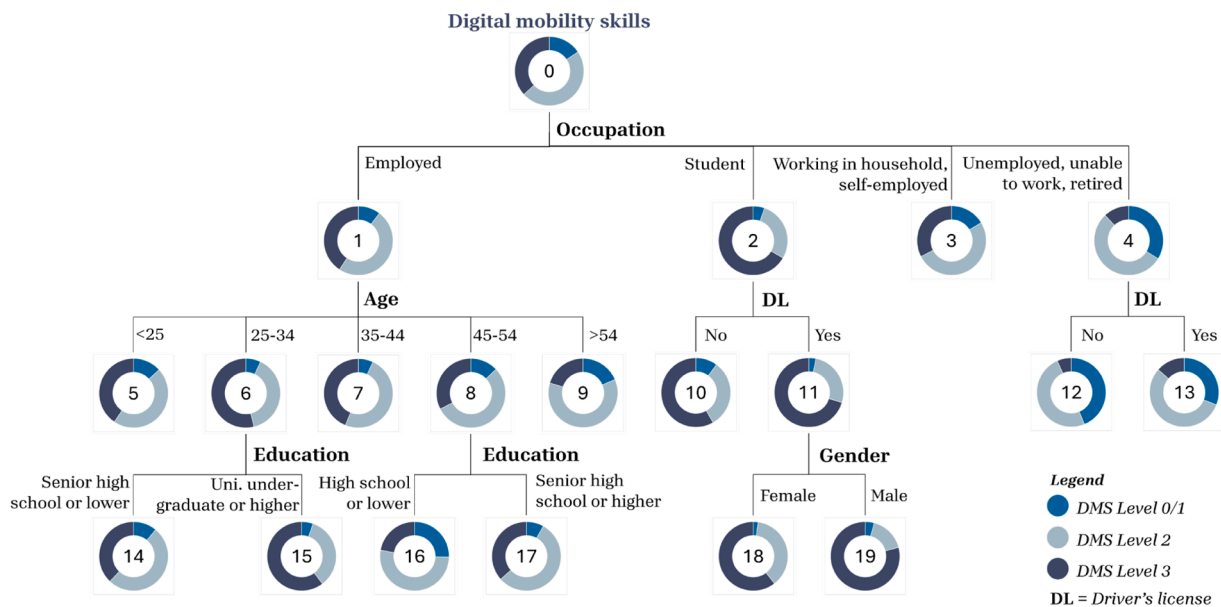 Digital mobility skills
0
Occupation
Employed
Student
Working in household,
self-employed
Unemployed, unable
to work, retired
1
2
3
4
Age
DL
DL
<25
25-34
35-44
45-54
>54
No
Yes
No
Yes
5
6
7
8
9
10
11
12
13
Education
Education
Gender
Senior high
school or lower
Uni. under-
graduate or higher
High school
or lower
Senior high
school or higher
Female
Male
14
15
16
17
18
19
Legend
DMS Level 0/1
DMS Level 2
DMS Level 3
DL = Driver's license